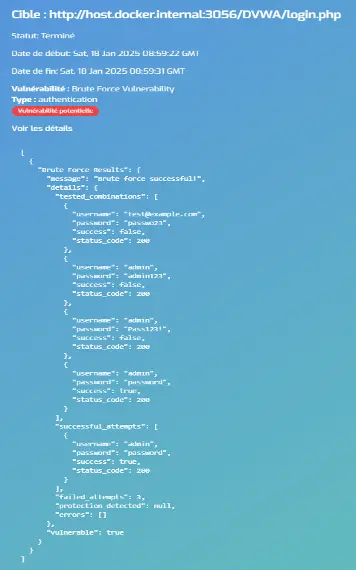 Cible : http://host.docker.internal:3056/DVWA/login.php
Statut: Terminé
Date de début: Sat, 18 Jan 2025 08:59:22 GMT
Date de fin: Sat, 18 Jan 2025 08:59:31 GMT
Vulnérabilité : Brute Force Vulnerability
Type : authentication
Vulnérabilité potentielle
Voir les détails
[
{
"Brute Force Results": {
"message": "Brute force successful!",
"details": {
"tested_combinations": [
{
"username": "test@example.com",
"password": "passwo23",
"success": false,
"status_code": 200
},
{
"username": "admin",
"password": "admin123",
"success": false,
"status_code": 200
},
{
"username": "admin",
"password": "Pass123!",
"success": false,
"status_code": 200
},
{
"username": "admin",
"password": "password",
"success": true,
"status_code": 200
}
],
"successful_attempts": [
{
"username": "admin",
"password": "password",
"success": true,
"status_code": 200
}
],
"failed_attempts": 3,
"protection_detected": null,
"errors": []
},
"vulnerable": true
}
}
]